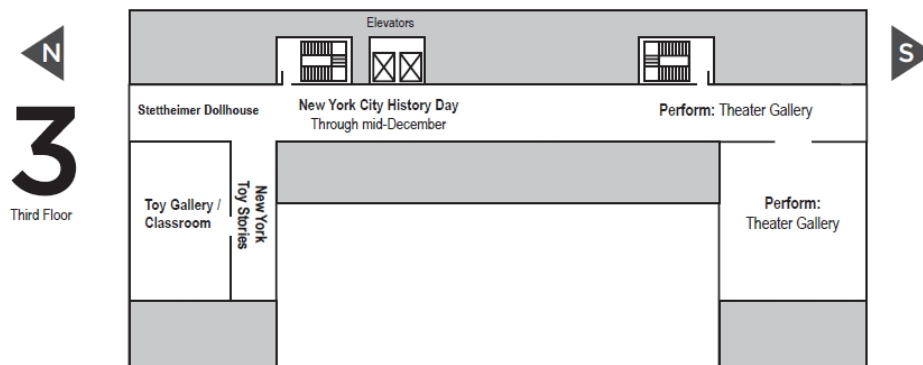 Elevators
N
S
3
Third Floor
Stettheimer Dollhouse
New York City History Day
Through mid-December
Perform: Theater Gallery
Toy Gallery /
Classroom
New York
Toy Stories
Perform:
Theater Gallery